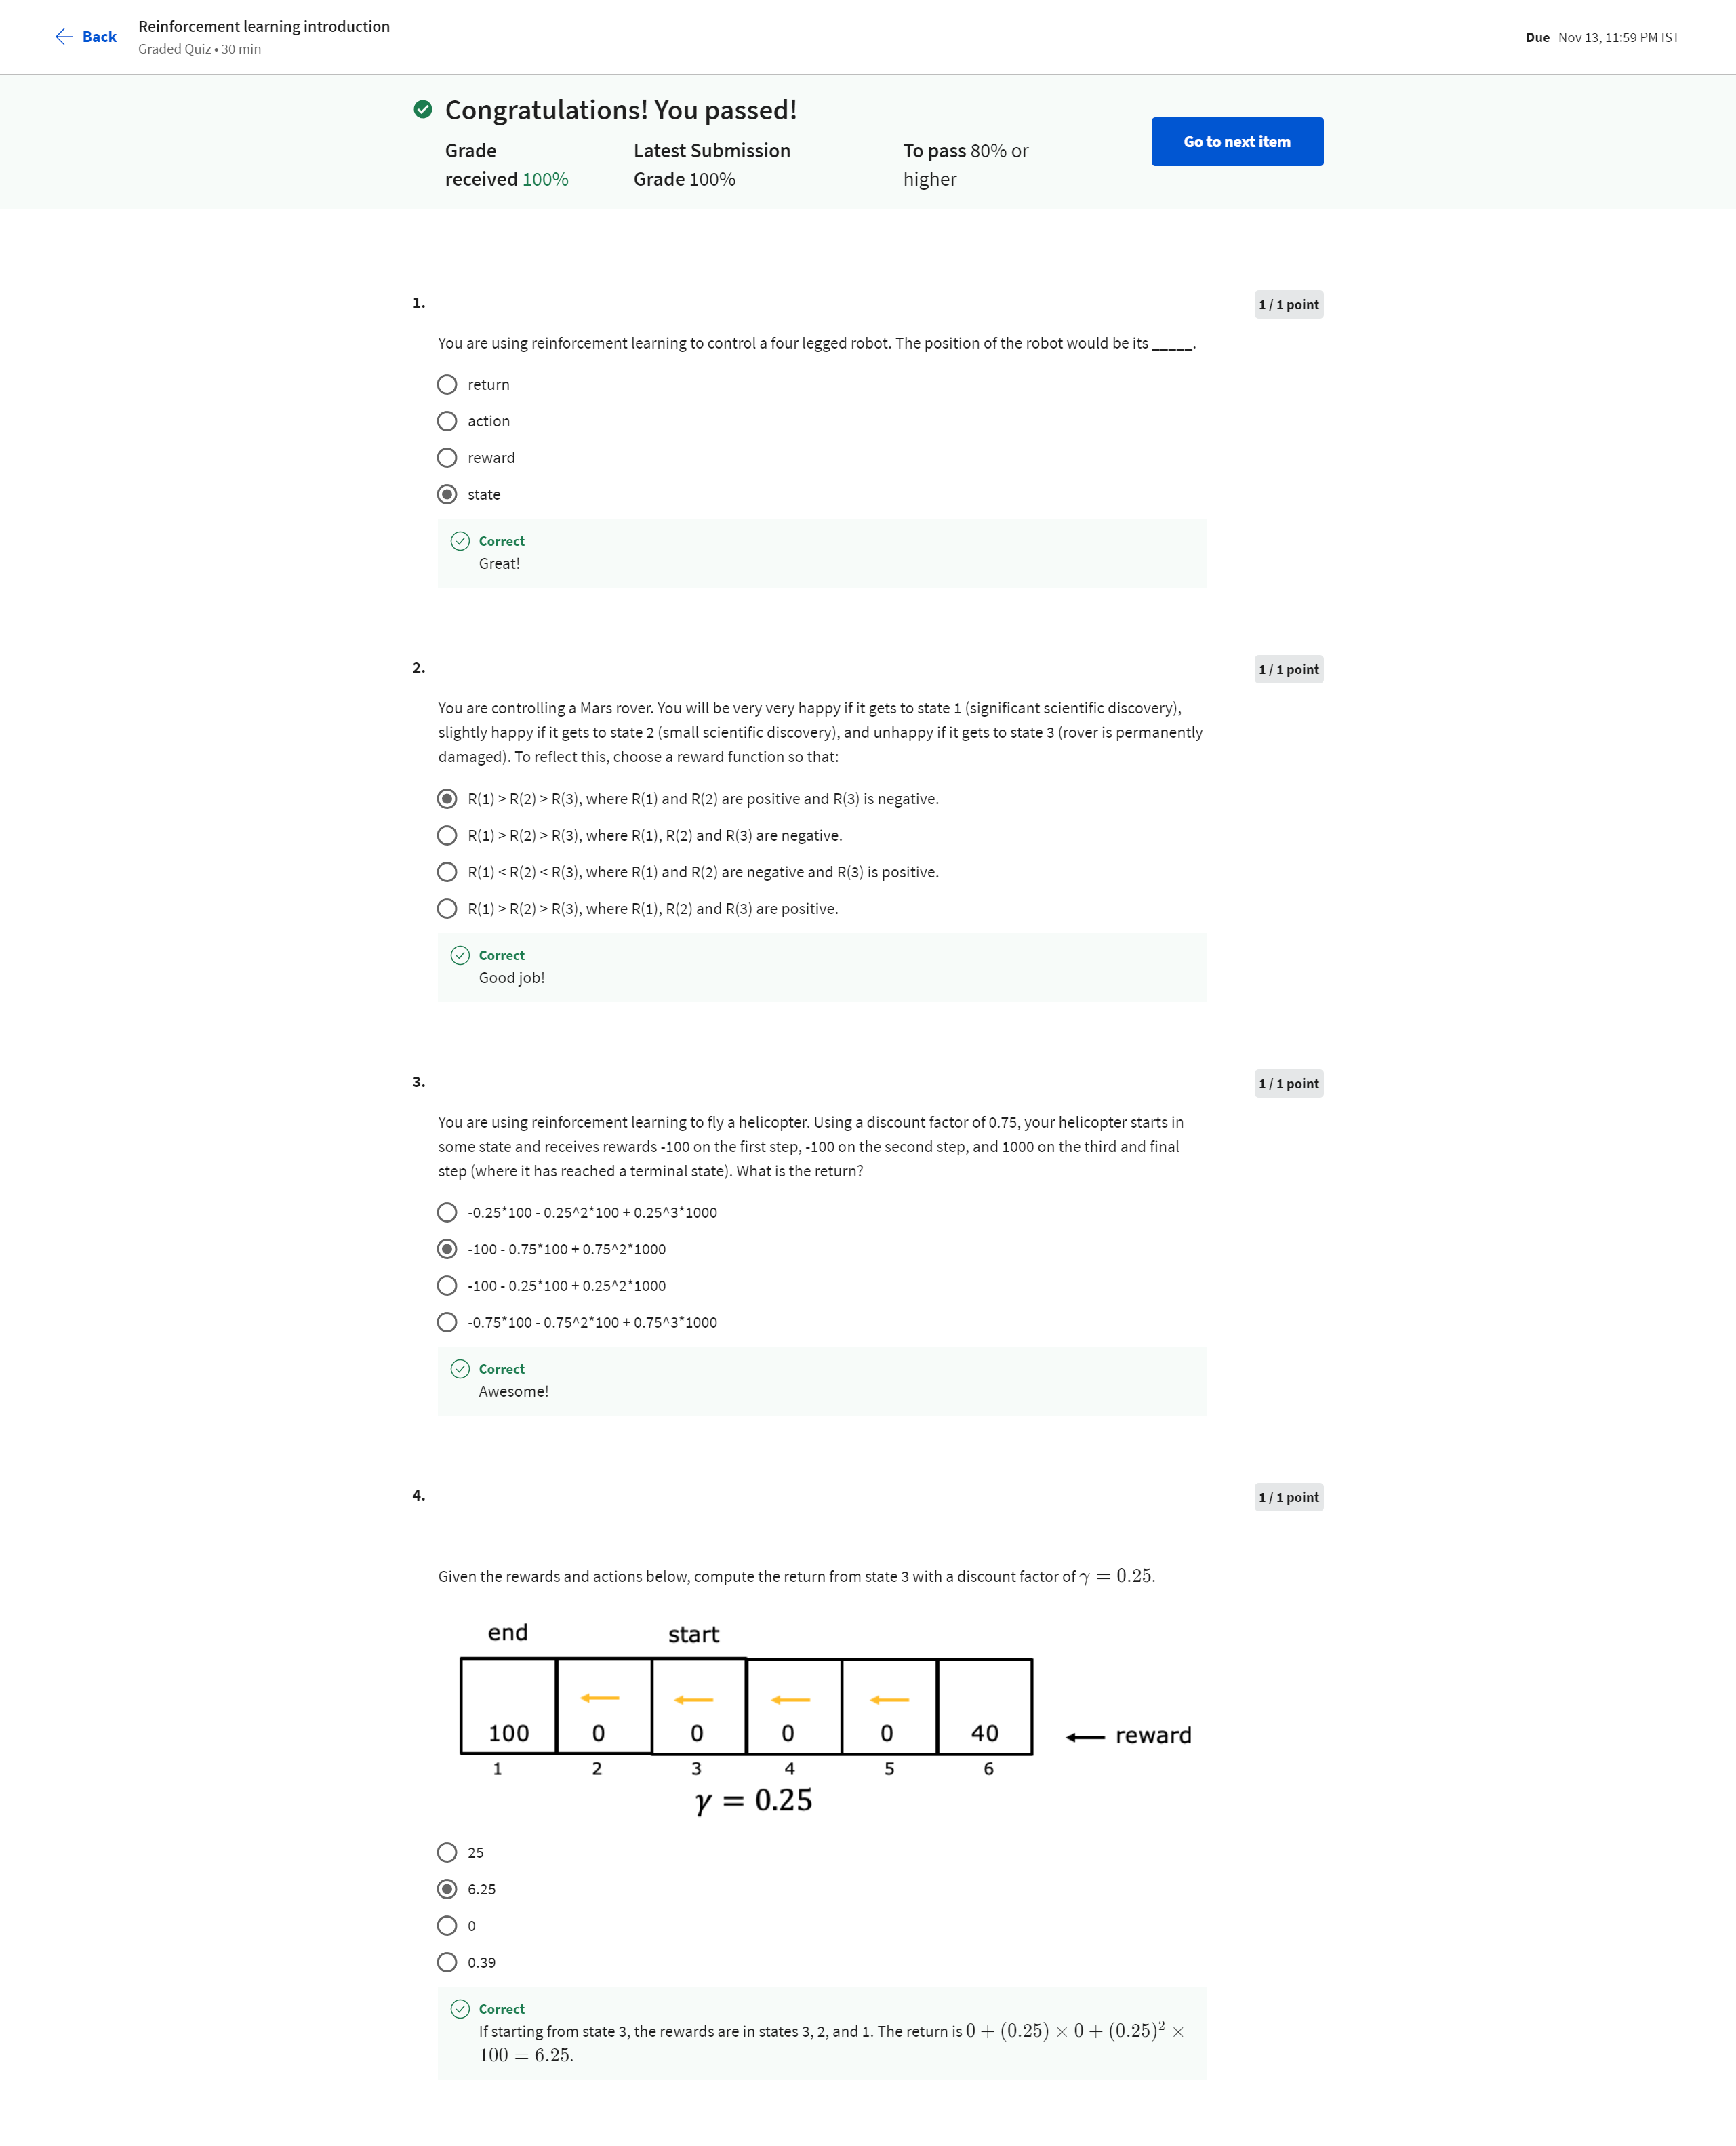 Back
Reinforcement learning introduction
Graded Quiz • 30 min
Due Nov 13, 11:59 PM IST
Congratulations! You passed!
Grade received 100%
Latest Submission Grade 100%
To pass 80% or higher
Go to next item
1.
1 / 1 point
You are using reinforcement learning to control a four legged robot. The position of the robot would be its _____.
return
action
reward
state
Correct
Great!
2.
1 / 1 point
You are controlling a Mars rover. You will be very very happy if it gets to state 1 (significant scientific discovery),
slightly happy if it gets to state 2 (small scientific discovery), and unhappy if it gets to state 3 (rover is permanently
damaged). To reflect this, choose a reward function so that:
R(1) > R(2) > R(3), where R(1) and R(2) are positive and R(3) is negative.
R(1) > R(2) > R(3), where R(1), R(2) and R(3) are negative.
R(1) < R(2) < R(3), where R(1) and R(2) are negative and R(3) is positive.
R(1) > R(2) > R(3), where R(1), R(2) and R(3) are positive.
Correct
Good job!
3.
1 / 1 point
You are using reinforcement learning to fly a helicopter. Using a discount factor of 0.75, your helicopter starts in
some state and receives rewards -100 on the first step, -100 on the second step, and 1000 on the third and final
step (where it has reached a terminal state). What is the return?
-0.25*100 - 0.25^2*100 + 0.25^3*1000
-100 - 0.75*100 + 0.75^2*1000
-100 - 0.25*100 + 0.25^2*1000
-0.75*100 - 0.75^2*100 + 0.75^3*1000
Correct
Awesome!
4.
1 / 1 point
Given the rewards and actions below, compute the return from state 3 with a discount factor of γ = 0.25.
end start
100 0 0 0 0 40 reward
1 2 3 4 5 6
γ = 0.25
25
6.25
0
0.39
Correct
If starting from state 3, the rewards are in states 3, 2, and 1. The return is 0 + (0.25) × 0 + (0.25)² ×
100 = 6.25.